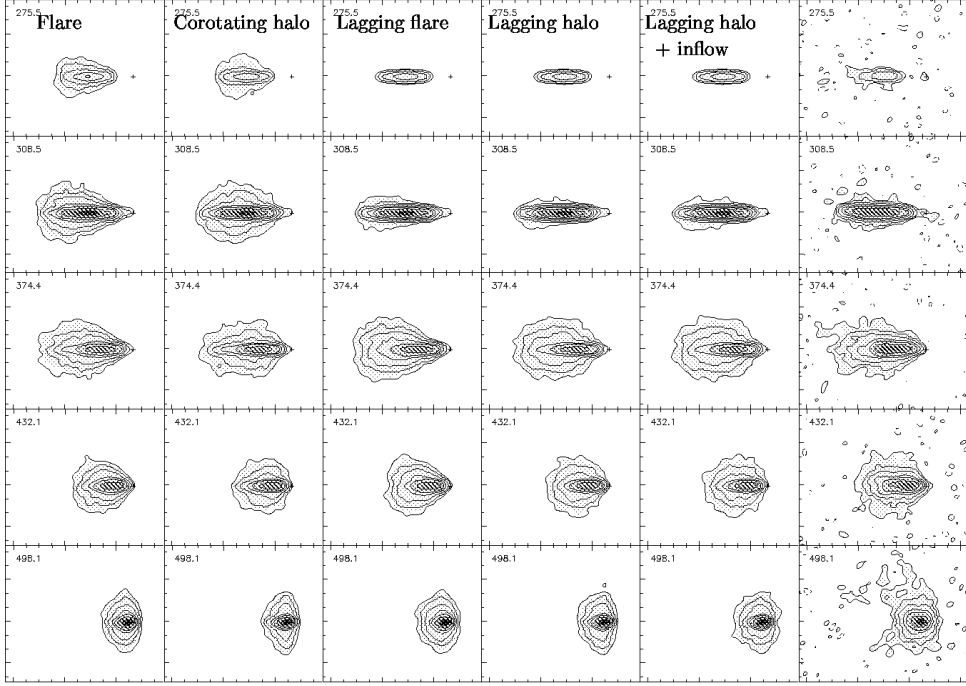 Flare Corotating halo Lagging flare Lagging halo Lagging halo
+ inflow
275.5 275.5 275.5 275.5 275.5 275.5
308.5 308.5 308.5 308.5 308.5 308.5
374.4 374.4 374.4 374.4 374.4 374.4
432.1 432.1 432.1 432.1 432.1 432.1
498.1 498.1 498.1 498.1 498.1 498.1